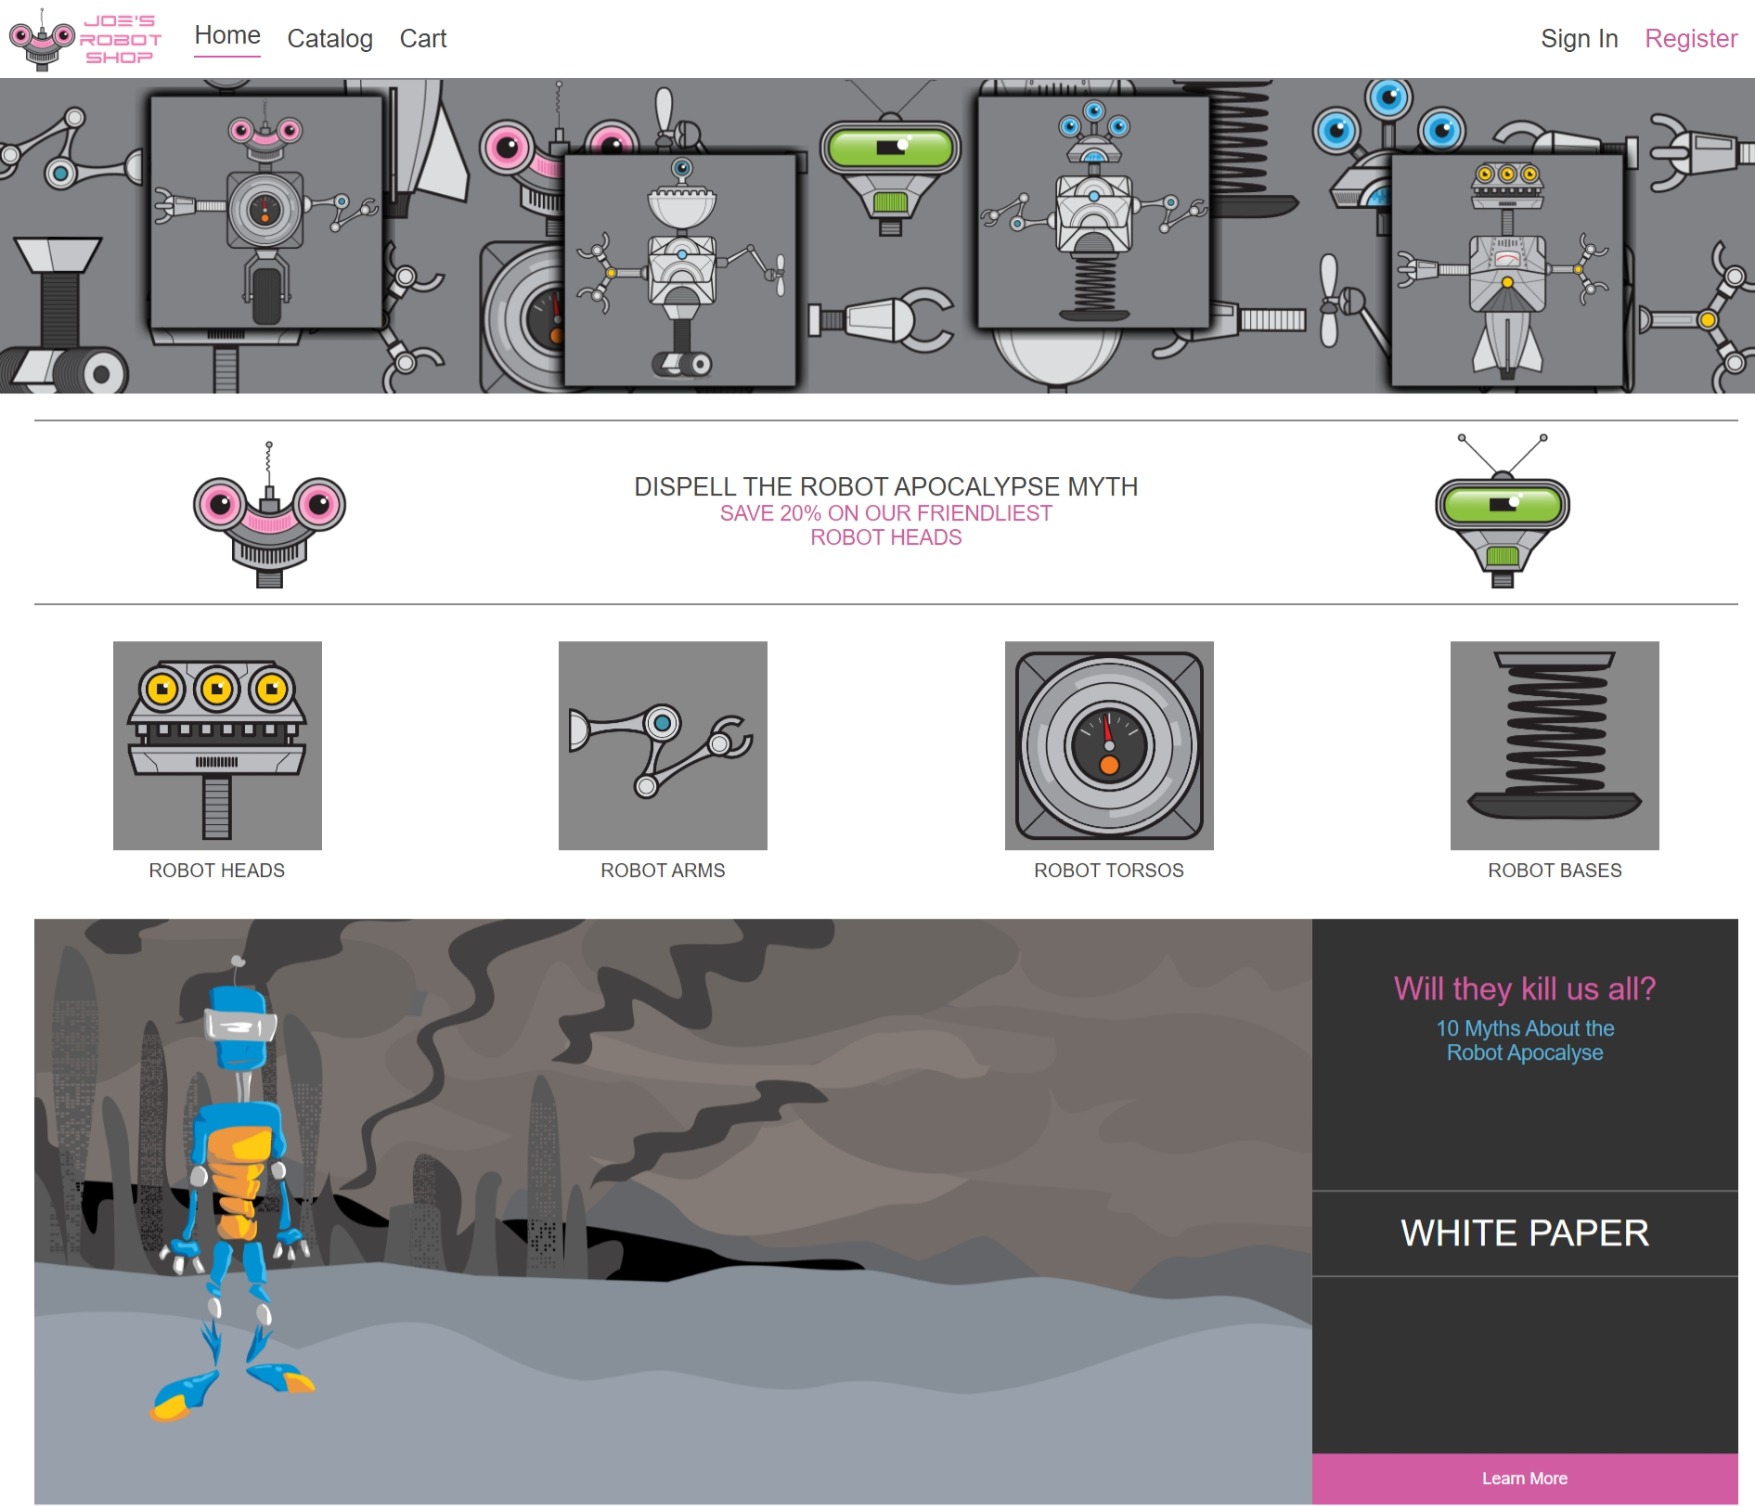 JOE'S
ROBOT
SHOP
Home Catalog Cart
Sign In Register
DISPELL THE ROBOT APOCALYPSE MYTH
SAVE 20% ON OUR FRIENDLIEST
ROBOT HEADS
ROBOT HEADS
ROBOT ARMS
ROBOT TORSOS
ROBOT BASES
Will they kill us all?
10 Myths About the
Robot Apocalyse
WHITE PAPER
Learn More